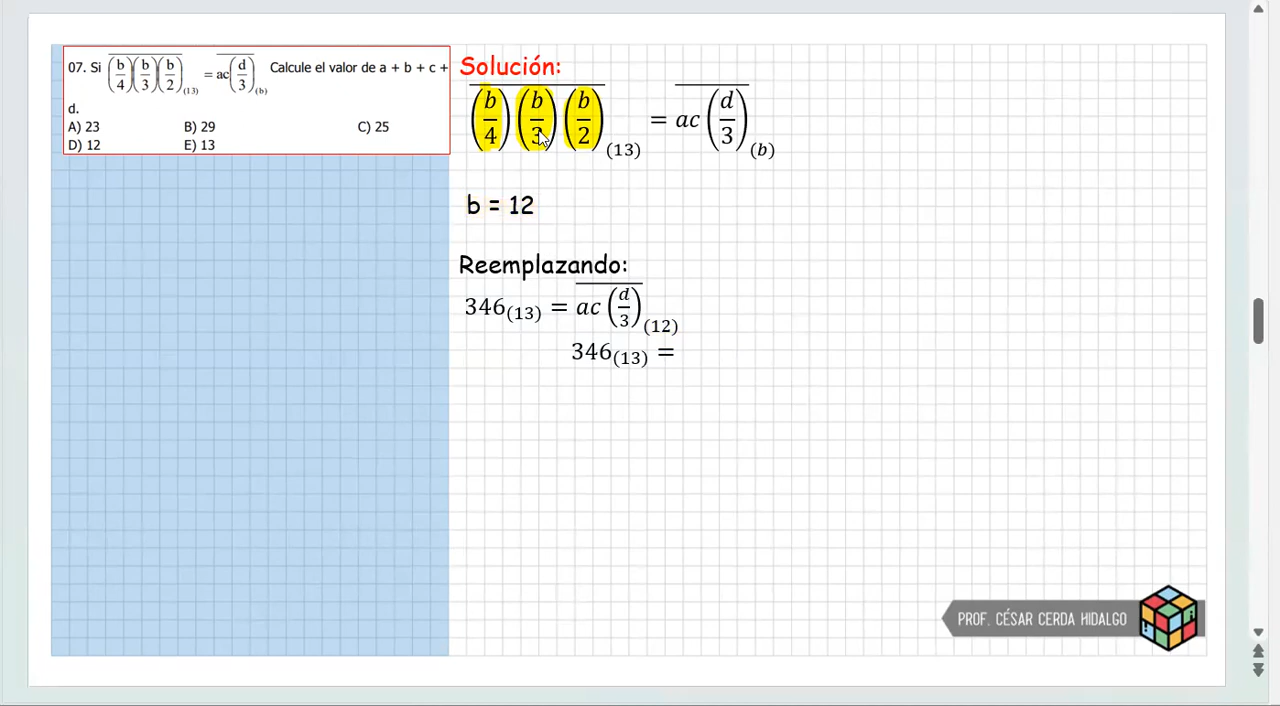 07. Si (b/4)(b/3)(b/2)(13) = ac(d/3)(b) Calcule el valor de a + b + c +
d.
A) 23 B) 29 C) 25
D) 12 E) 13
Solución:
(b/4)(b/3)(b/2)(13) = ac(d/3)(b)
b = 12
Reemplazando:
346(13) = ac(d/3)(12)
346(13) =
PROF. CÉSAR CERDA HIDALGO